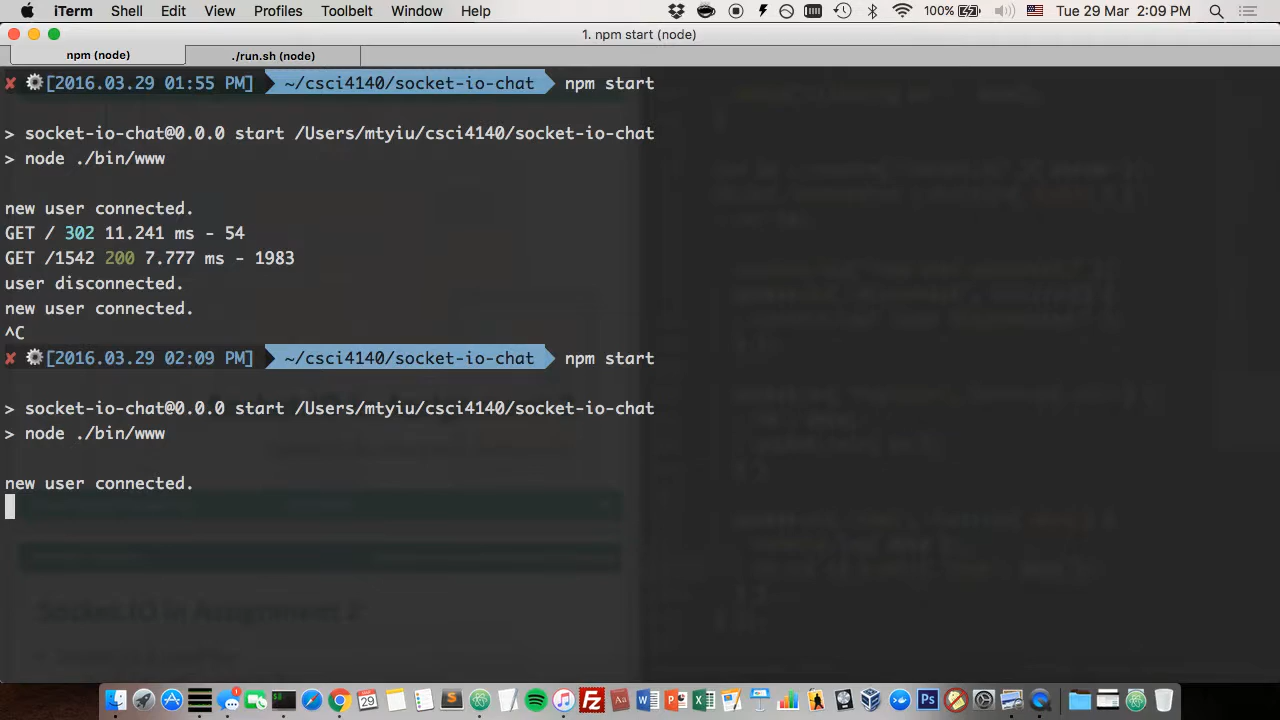 iTerm Shell Edit View Profiles Toolbelt Window Help 100% Tue 29 Mar 2:09 PM
1. npm start (node)
npm (node) ./run.sh (node)
✘ [2016.03.29 01:55 PM] ~/csci4140/socket-io-chat npm start
> socket-io-chat@0.0.0 start /Users/mtyiu/csci4140/socket-io-chat
> node ./bin/www
new user connected.
GET / 302 11.241 ms - 54
GET /1542 200 7.777 ms - 1983
user disconnected.
new user connected.
^C
✘ [2016.03.29 02:09 PM] ~/csci4140/socket-io-chat npm start
> socket-io-chat@0.0.0 start /Users/mtyiu/csci4140/socket-io-chat
> node ./bin/www
new user connected.
Socket.IO in Assignment 2